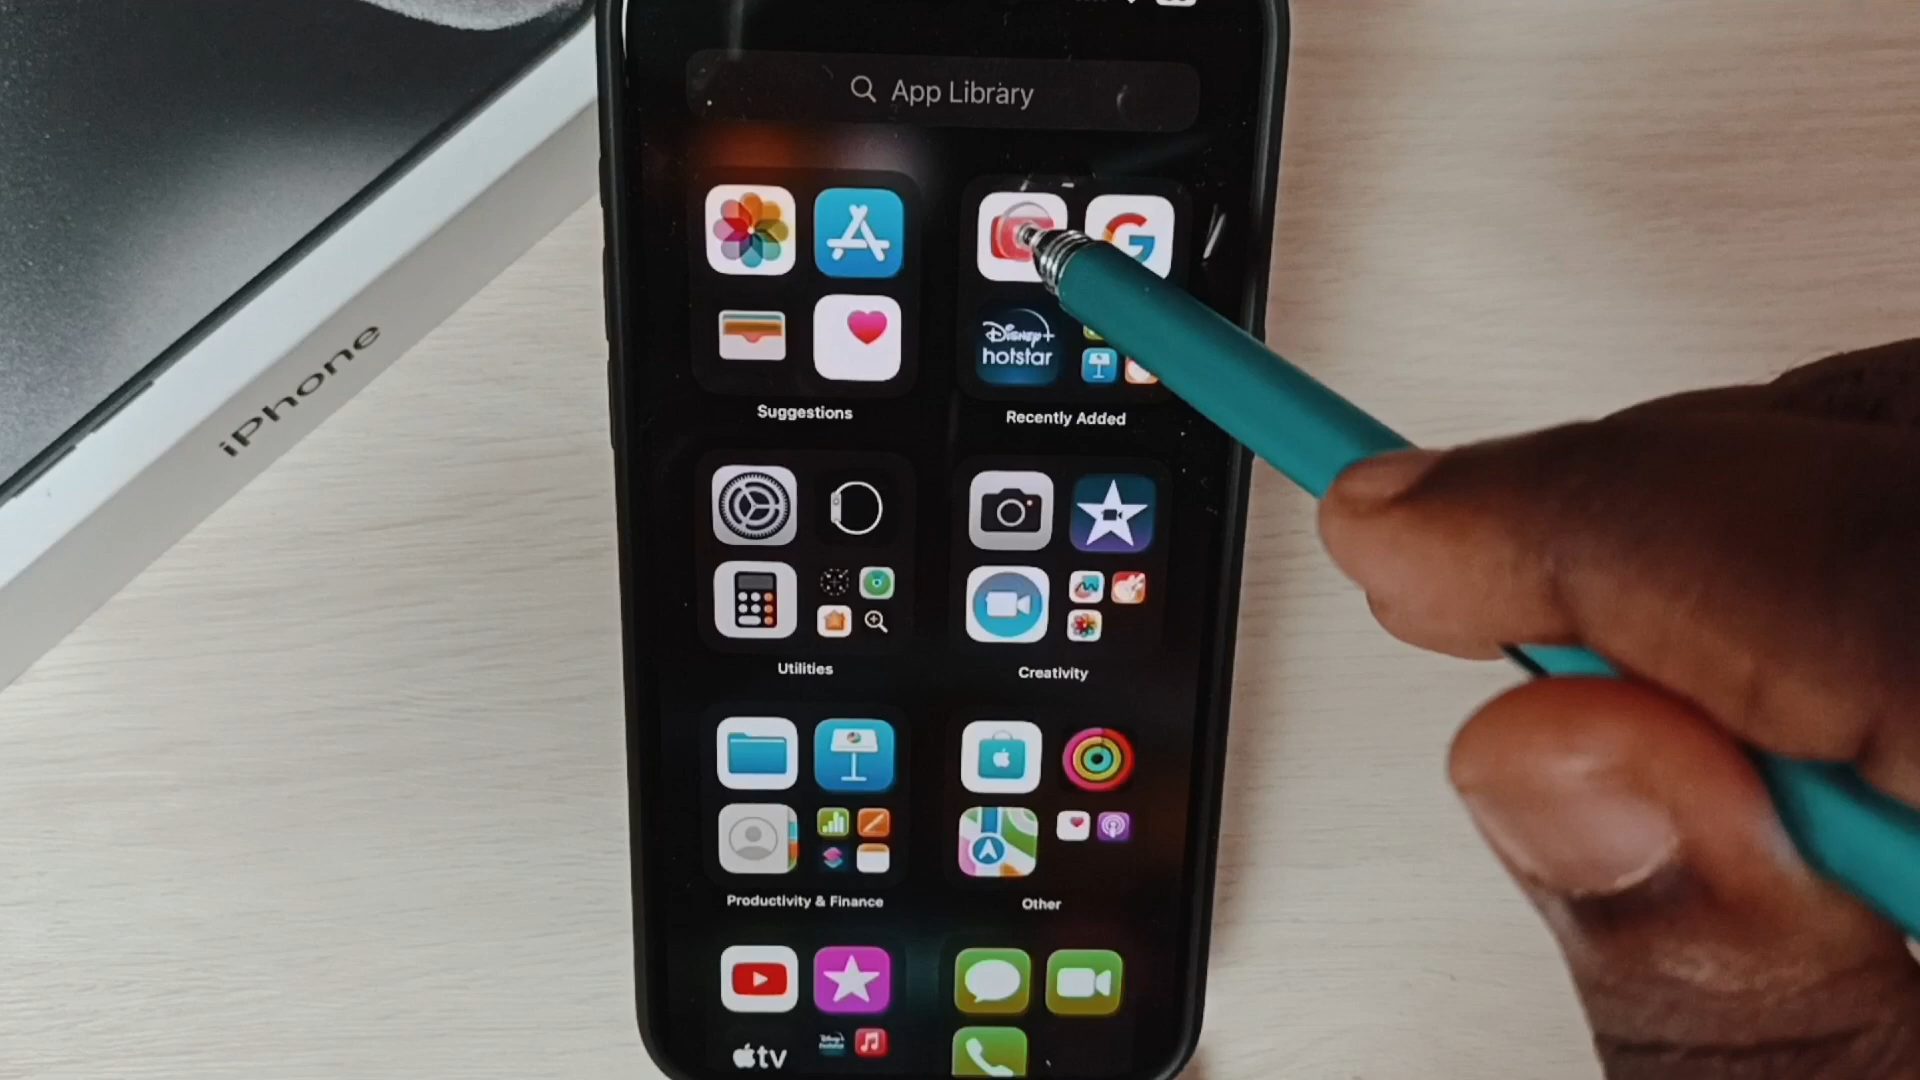 App Library
iPhone
Disney+
hotstar
Suggestions
Recently Added
Utilities
Creativity
Productivity & Finance
Other
tv